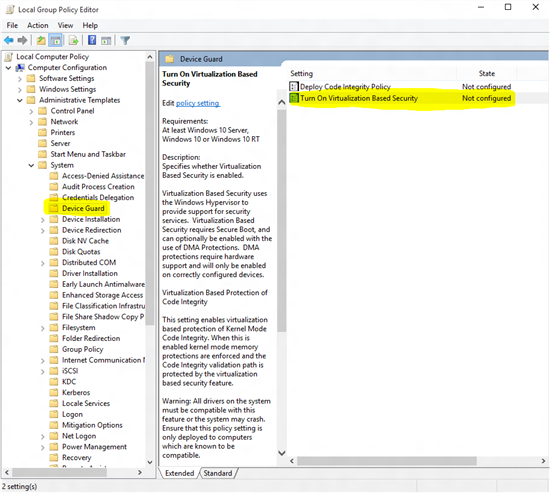 Local Group Policy Editor
File Action View Help
Local Computer Policy
Computer Configuration
Software Settings
Windows Settings
Administrative Templates
Control Panel
Network
Printers
Server
Start Menu and Taskbar
System
Access-Denied Assistance
Audit Process Creation
Credentials Delegation
Device Guard
Device Installation
Device Redirection
Disk NV Cache
Disk Quotas
Distributed COM
Driver Installation
Early Launch Antimalware
Enhanced Storage Access
File Classification Infrastru
File Share Shadow Copy P
Filesystem
Folder Redirection
Group Policy
Internet Communication
iSCSI
KDC
Kerberos
Locale Services
Logon
Mitigation Options
Net Logon
Power Management
Recovery
Device Guard
Turn On Virtualization Based
Security
Edit policy setting
Requirements:
At least Windows 10 Server,
Windows 10 or Windows 10 RT
Description:
Specifies whether Virtualization
Based Security is enabled.
Virtualization Based Security uses
the Windows Hypervisor to
provide support for security
services. Virtualization Based
Security requires Secure Boot, and
can optionally be enabled with the
use of DMA Protections. DMA
protections require hardware
support and will only be enabled
on correctly configured devices.
Virtualization Based Protection of
Code Integrity
This setting enables virtualization
based protection of Kernel Mode
Code Integrity. When this is
enabled kernel mode memory
protections are enforced and the
Code Integrity validation path is
protected by the virtualization
based security feature.
Warning: All drivers on the system
must be compatible with this
feature or the system may crash.
Ensure that this policy setting is
only deployed to computers
which are known to be
compatible.
Setting State
Deploy Code Integrity Policy Not configured
Turn On Virtualization Based Security Not configured
Extended Standard
2 setting(s)